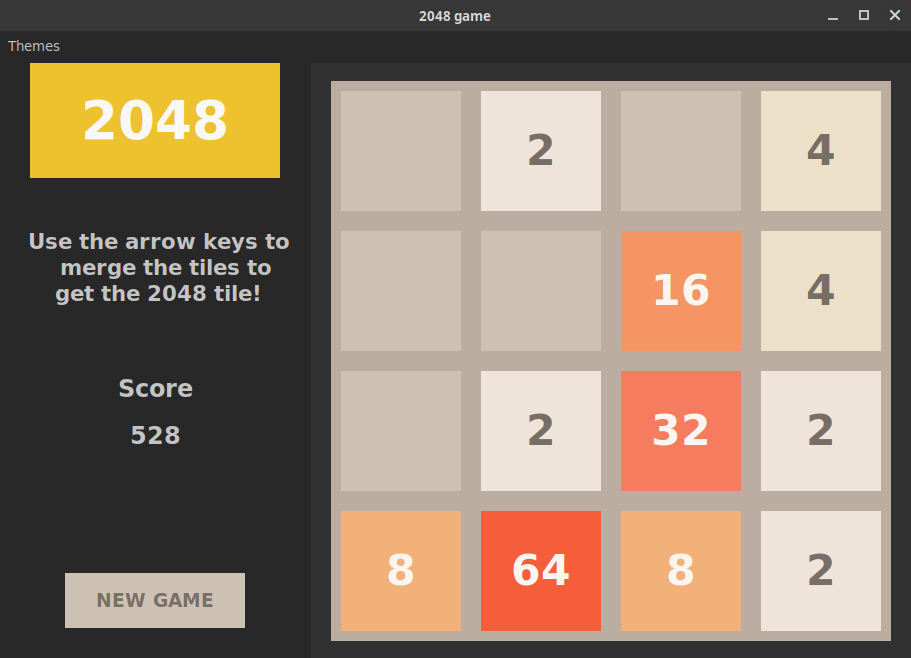 2048 game
Themes
2048
Use the arrow keys to
merge the tiles to
get the 2048 tile!
Score
528
NEW GAME
2 4
16 4
2 32 2
8 64 8 2